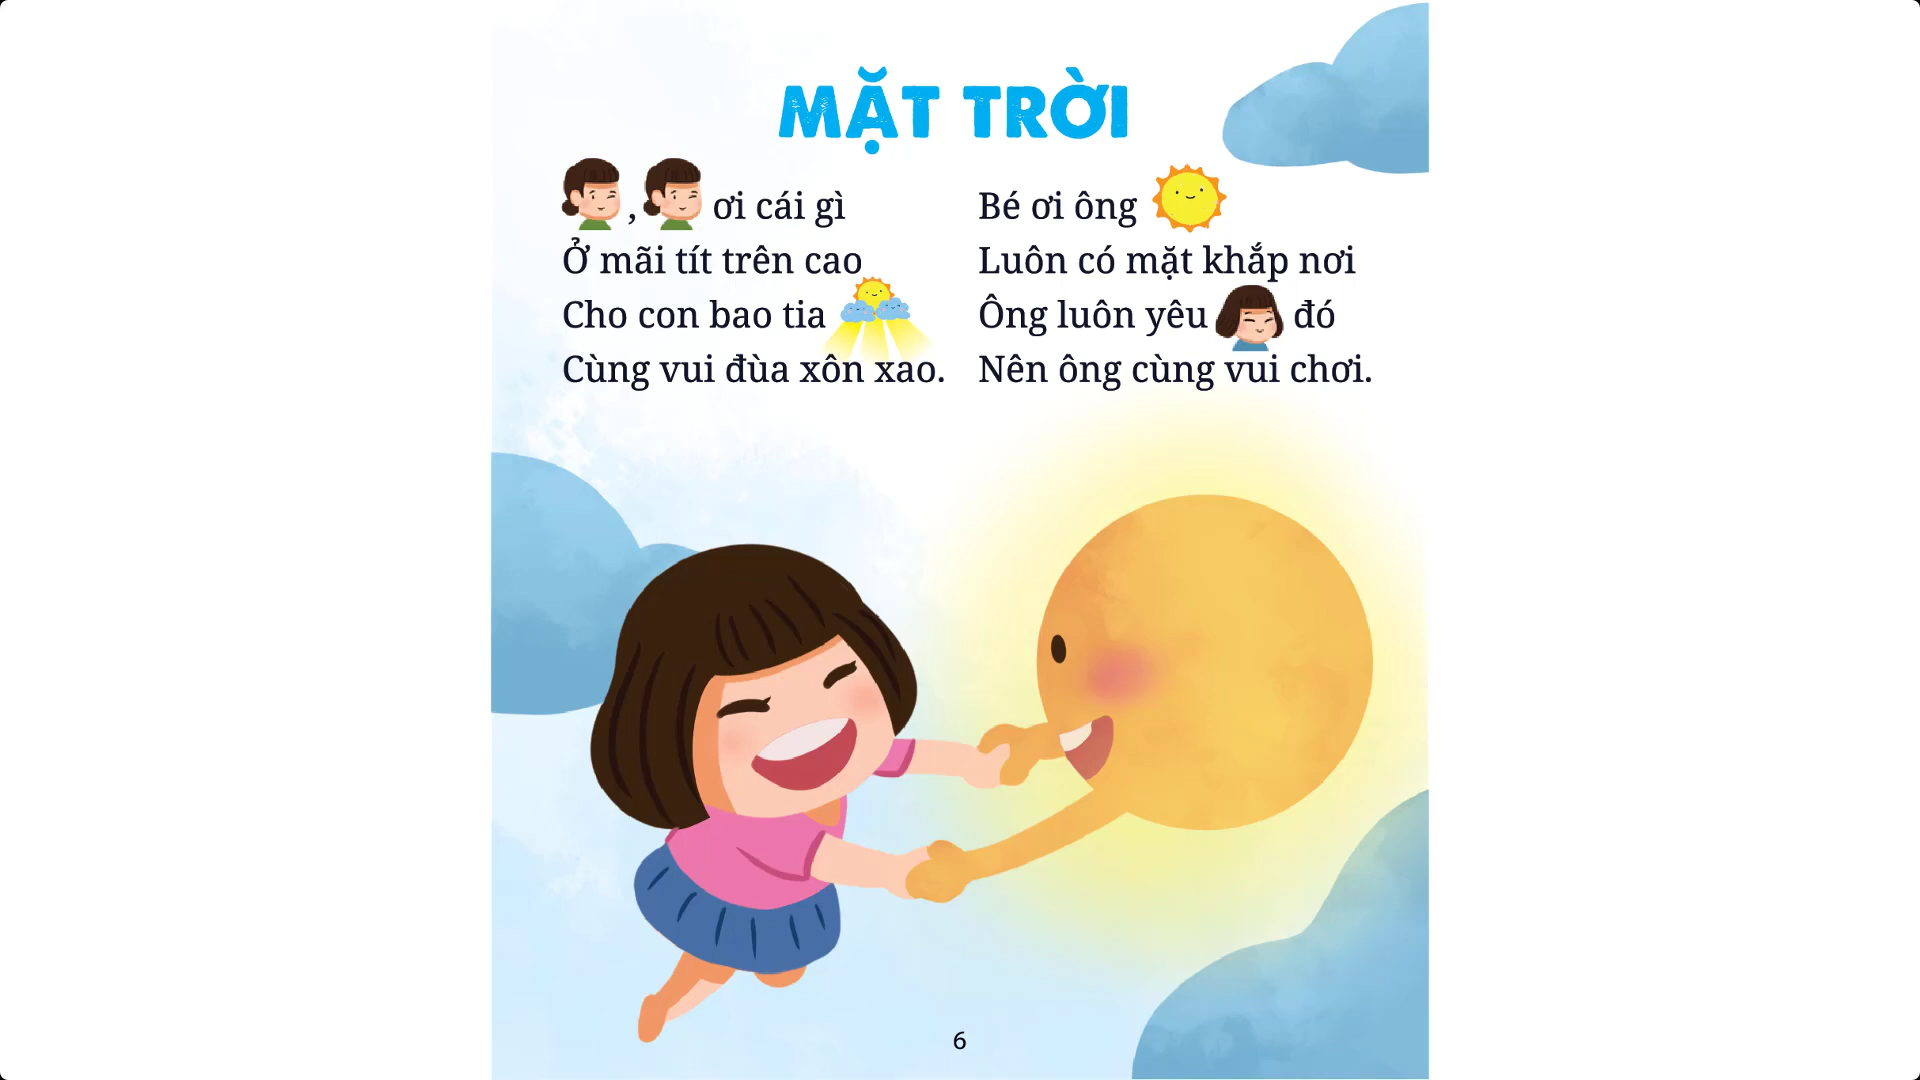 MẶT TRỜI
, ơi cái gì
Ở mãi tít trên cao
Cho con bao tia
Cùng vui đùa xôn xao.
Bé ơi ông
Luôn có mặt khắp nơi
Ông luôn yêu đó
Nên ông cùng vui chơi.
6